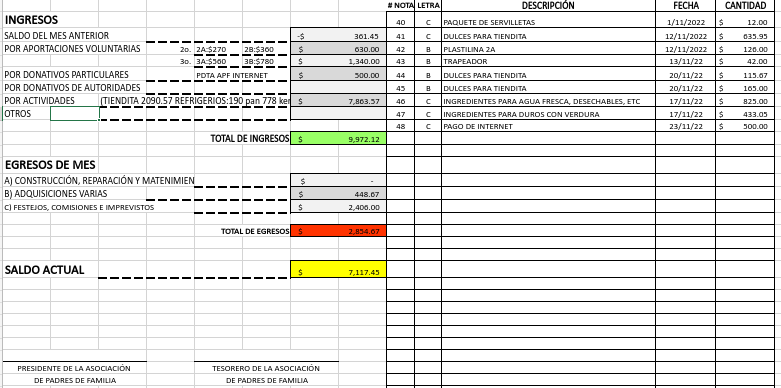 # NOTA LETRA DESCRIPCIÓN FECHA CANTIDAD
INGRESOS
40 C PAQUETE DE SERVILLETAS 1/11/2022 $ 12.00
SALDO DEL MES ANTERIOR -$ 361.45 41 C DULCES PARA TIENDITA 12/11/2022 $ 635.95
POR APORTACIONES VOLUNTARIAS 2o. 2A:$270 2B:$360 $ 630.00 42 B PLASTILINA 2A 12/11/2022 $ 126.00
3o. 3A:$560 3B:$780 $ 1,340.00 43 B TRAPEADOR 13/11/22 $ 42.00
POR DONATIVOS PARTICULARES PDTA APF INTERNET $ 500.00 44 B DULCES PARA TIENDITA 20/11/22 $ 115.67
POR DONATIVOS DE AUTORIDADES 45 B DULCES PARA TIENDITA 20/11/22 $ 165.00
POR ACTIVIDADES (TIENDITA 2090.57 REFRIGERIOS:190 pan 778 ker $ 7,863.57 46 C INGREDIENTES PARA AGUA FRESCA, DESECHABLES, ETC 17/11/22 $ 825.00
OTROS 47 C INGREDIENTES PARA DUROS CON VERDURA 17/11/22 $ 433.05
48 C PAGO DE INTERNET 23/11/22 $ 500.00
TOTAL DE INGRESOS $ 9,972.12
EGRESOS DE MES
A) CONSTRUCCIÓN, REPARACIÓN Y MATENIMIEN $ -
B) ADQUISICIONES VARIAS $ 448.67
C) FESTEJOS, COMISIONES E IMPREVISTOS $ 2,406.00
TOTAL DE EGRESOS $ 2,854.67
SALDO ACTUAL $ 7,117.45
PRESIDENTE DE LA ASOCIACIÓN TESORERO DE LA ASOCIACIÓN
DE PADRES DE FAMILIA DE PADRES DE FAMILIA